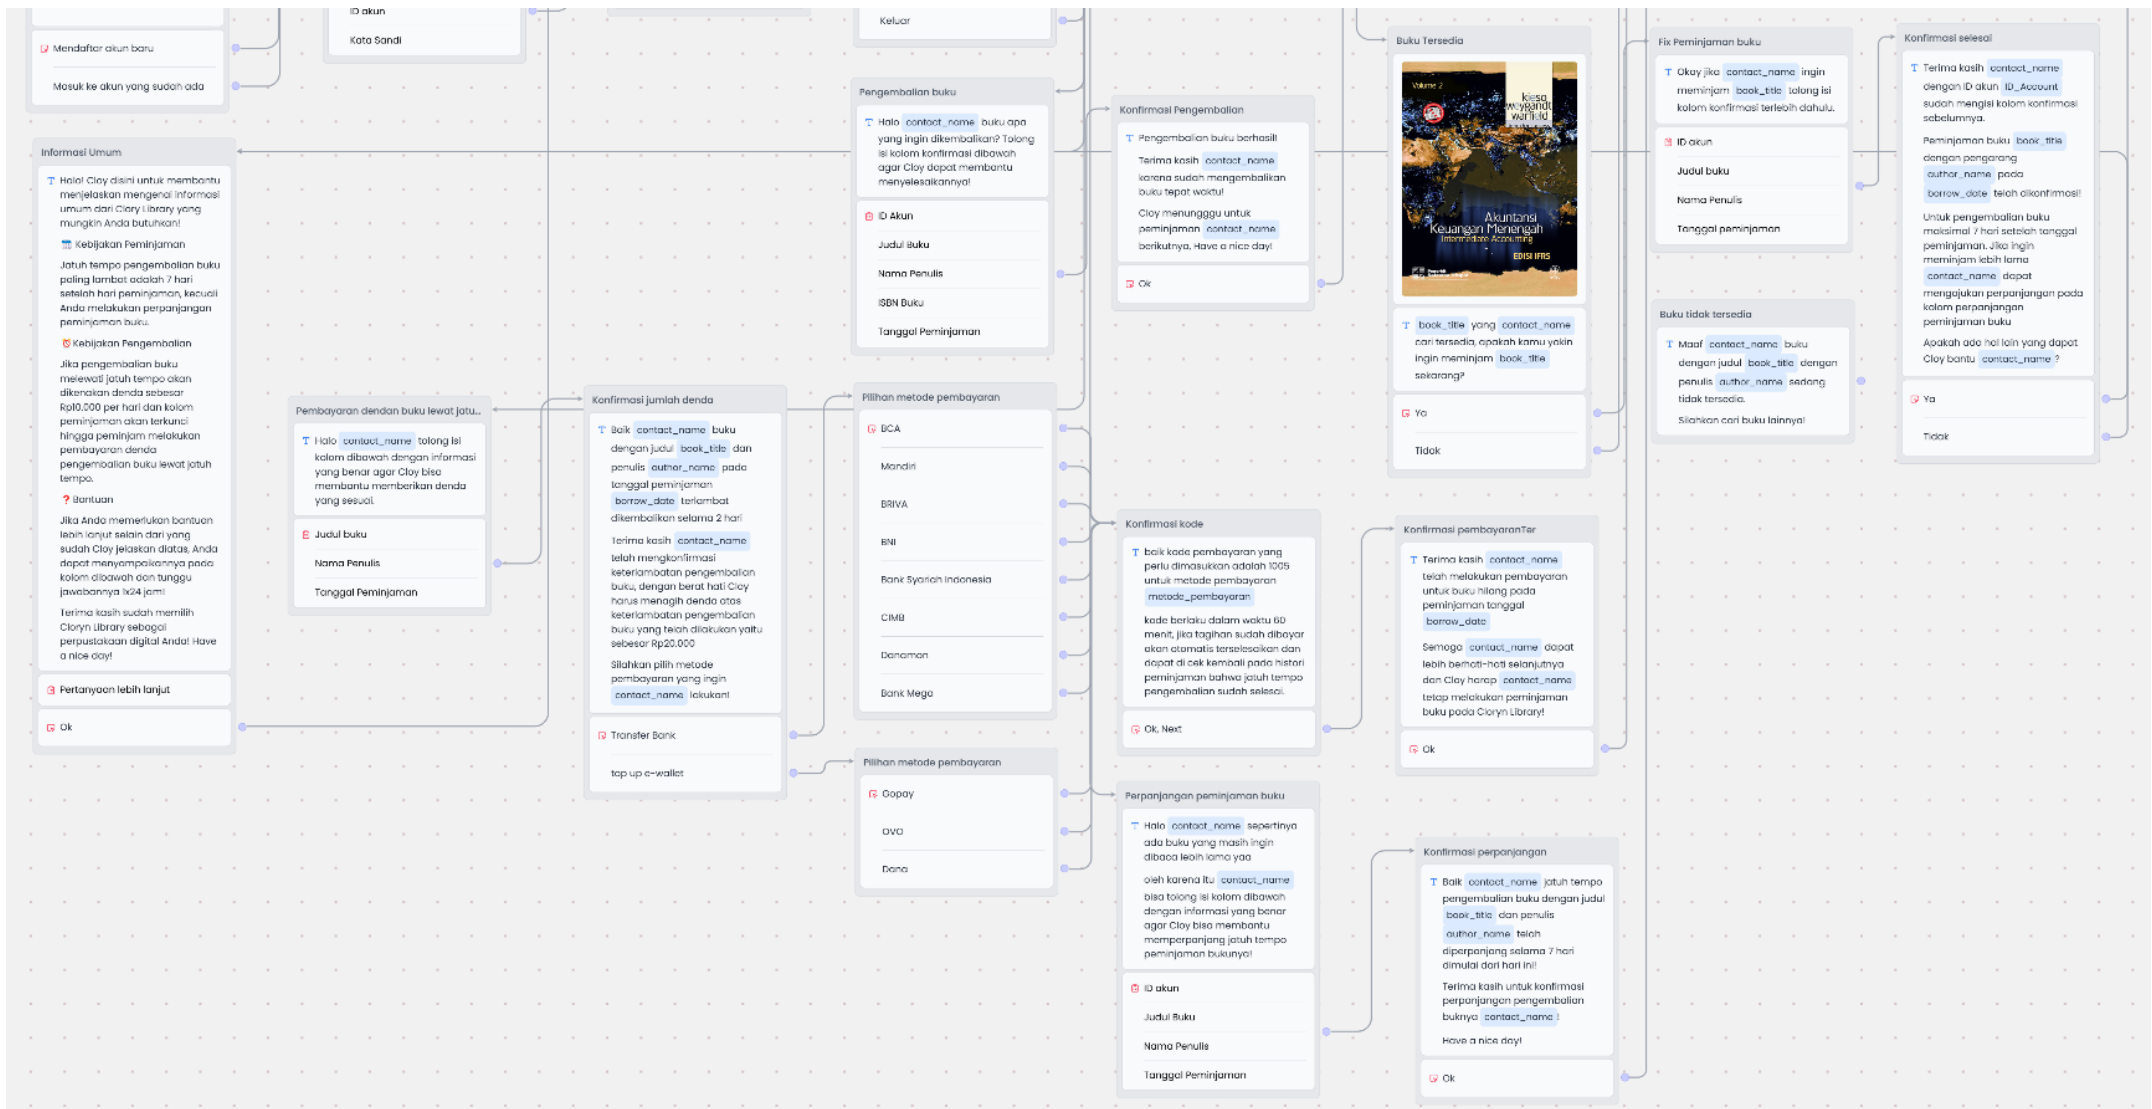 Mendaftar akun baru
Masuk ke akun yang sudah ada
ID akun
Kata Sandi
Keluar
Informasi Umum
Halo! Cloy disini untuk membantu
menjelaskan mengenai informasi
umum dari Clory Library yang
mungkin Anda butuhkan!
Kebijakan Peminjaman
Jatuh tempo pengembalian buku
paling lambat adalah 7 hari
setelah hari peminjaman, kecuali
Anda melakukan perpanjangan
peminjaman buku.
Kebijakan Pengembalian
Jika pengembalian buku
melewati jatuh tempo akan
dikenakan denda sebesar
Rp10.000 per hari dan kolom
peminjaman akan terkunci
hingga peminjam melakukan
pembayaran denda
pengembalian buku lewat jatuh
tempo.
❓ Bantuan
Jika Anda memerlukan bantuan
lebih lanjut selain dari yang
sudah Cloy jelaskan diatas, Anda
dapat menyampaikannya pada
kolom dibawah dan tunggu
jawabannya 1x24 jam!
Terima kasih sudah memilih
Cloryn Library sebagai
perpustakaan digital Anda! Have
a nice day!
Pertanyaan lebih lanjut
Ok
Pembayaran dendan buku lewat jatu...
Halo contact_name tolong isi
kolom dibawah dengan informasi
yang benar agar Cloy bisa
membantu memberikan denda
yang sesuai.
Judul buku
Nama Penulis
Tanggal Peminjaman
Konfirmasi jumlah denda
Baik contact_name buku
dengan judul book_title dan
penulis author_name pada
tanggal peminjaman
borrow_date terlambat
dikembalikan selama 2 hari
Terima kasih contact_name
telah mengkonfirmasi
keterlambatan pengembalian
buku, dengan berat hati Cloy
harus menagih denda atas
keterlambatan pengembalian
buku yang telah dilakukan yaitu
sebesar Rp20.000
Silahkan pilih metode
pembayaran yang ingin
contact_name lakukan!
Transfer Bank
top up e-wallet
Pengembalian buku
Halo contact_name buku apa
yang ingin dikembalikan? Tolong
isi kolom konfirmasi dibawah
agar Cloy dapat membantu
menyelesaikannya!
ID Akun
Judul Buku
Nama Penulis
ISBN Buku
Tanggal Peminjaman
Pilihan metode pembayaran
BCA
Mandiri
BRIVA
BNI
Bank Syariah Indonesia
CIMB
Danamon
Bank Mega
Pilihan metode pembayaran
Gopay
OVO
Dana
Konfirmasi Pengembalian
Pengembalian buku berhasil!
Terima kasih contact_name
karena sudah mengembalikan
buku tepat waktu!
Cloy menungggu untuk
peminjaman contact_name
berikutnya, Have a nice day!
Ok
Konfirmasi kode
baik kode pembayaran yang
perlu dimasukkan adalah 1005
untuk metode pembayaran
metode_pembayaran
kode berlaku dalam waktu 60
menit, jika tagihan sudah dibayar
akan otomatis terselesaikan dan
dapat di cek kembali pada histori
peminjaman bahwa jatuh tempo
pengembalian sudah selesai.
Ok, Next
Perpanjangan peminjaman buku
Halo contact_name sepertinya
ada buku yang masih ingin
dibaca lebih lama yaa
oleh karena itu contact_name
bisa tolong isi kolom dibawah
dengan informasi yang benar
agar Cloy bisa membantu
memperpanjang jatuh tempo
peminjaman bukunya!
ID akun
Judul Buku
Nama Penulis
Tanggal Peminjaman
Buku Tersedia
Volume 2
kieso
weygandt
warfield
Akuntansi
Keuangan Menengah
Intermediate Accounting
EDISI IFRS
book_title yang contact_name
cari tersedia, apakah kamu yakin
ingin meminjam book_title
sekarang?
Ya
Tidak
Konfirmasi pembayaranTer
Terima kasih contact_name
telah melakukan pembayaran
untuk buku hilang pada
peminjaman tanggal
borrow_date
Semoga contact_name dapat
lebih berhati-hati selanjutnya
dan Cloy harap contact_name
tetap melakukan peminjaman
buku pada Cloryn Library!
Ok
Konfirmasi perpanjangan
Baik contact_name jatuh tempo
pengembalian buku dengan judul
book_title dan penulis
author_name telah
diperpanjang selama 7 hari
dimulai dari hari ini!
Terima kasih untuk konfirmasi
perpanjangan pengembalian
buknya contact_name !
Have a nice day!
Ok
Fix Peminjaman buku
Okay jika contact_name ingin
meminjam book_title tolong isi
kolom konfirmasi terlebih dahulu.
ID akun
Judul buku
Nama Penulis
Tanggal peminjaman
Buku tidak tersedia
Maaf contact_name buku
dengan judul book_title dengan
penulis author_name sedang
tidak tersedia.
Silahkan cari buku lainnya!
Konfirmasi selesai
Terima kasih contact_name
dengan ID akun ID_Account
sudah mengisi kolom konfirmasi
sebelumnya.
Peminjaman buku book_title
dengan pengarang
author_name pada
borrow_date telah dikonfirmasi!
Untuk pengembalian buku
maksimal 7 hari setelah tanggal
peminjaman. Jika ingin
meminjam lebih lama
contact_name dapat
mengajukan perpanjangan pada
kolom perpanjangan
peminjaman buku
Apakah ada hal lain yang dapat
Cloy bantu contact_name ?
Ya
Tidak